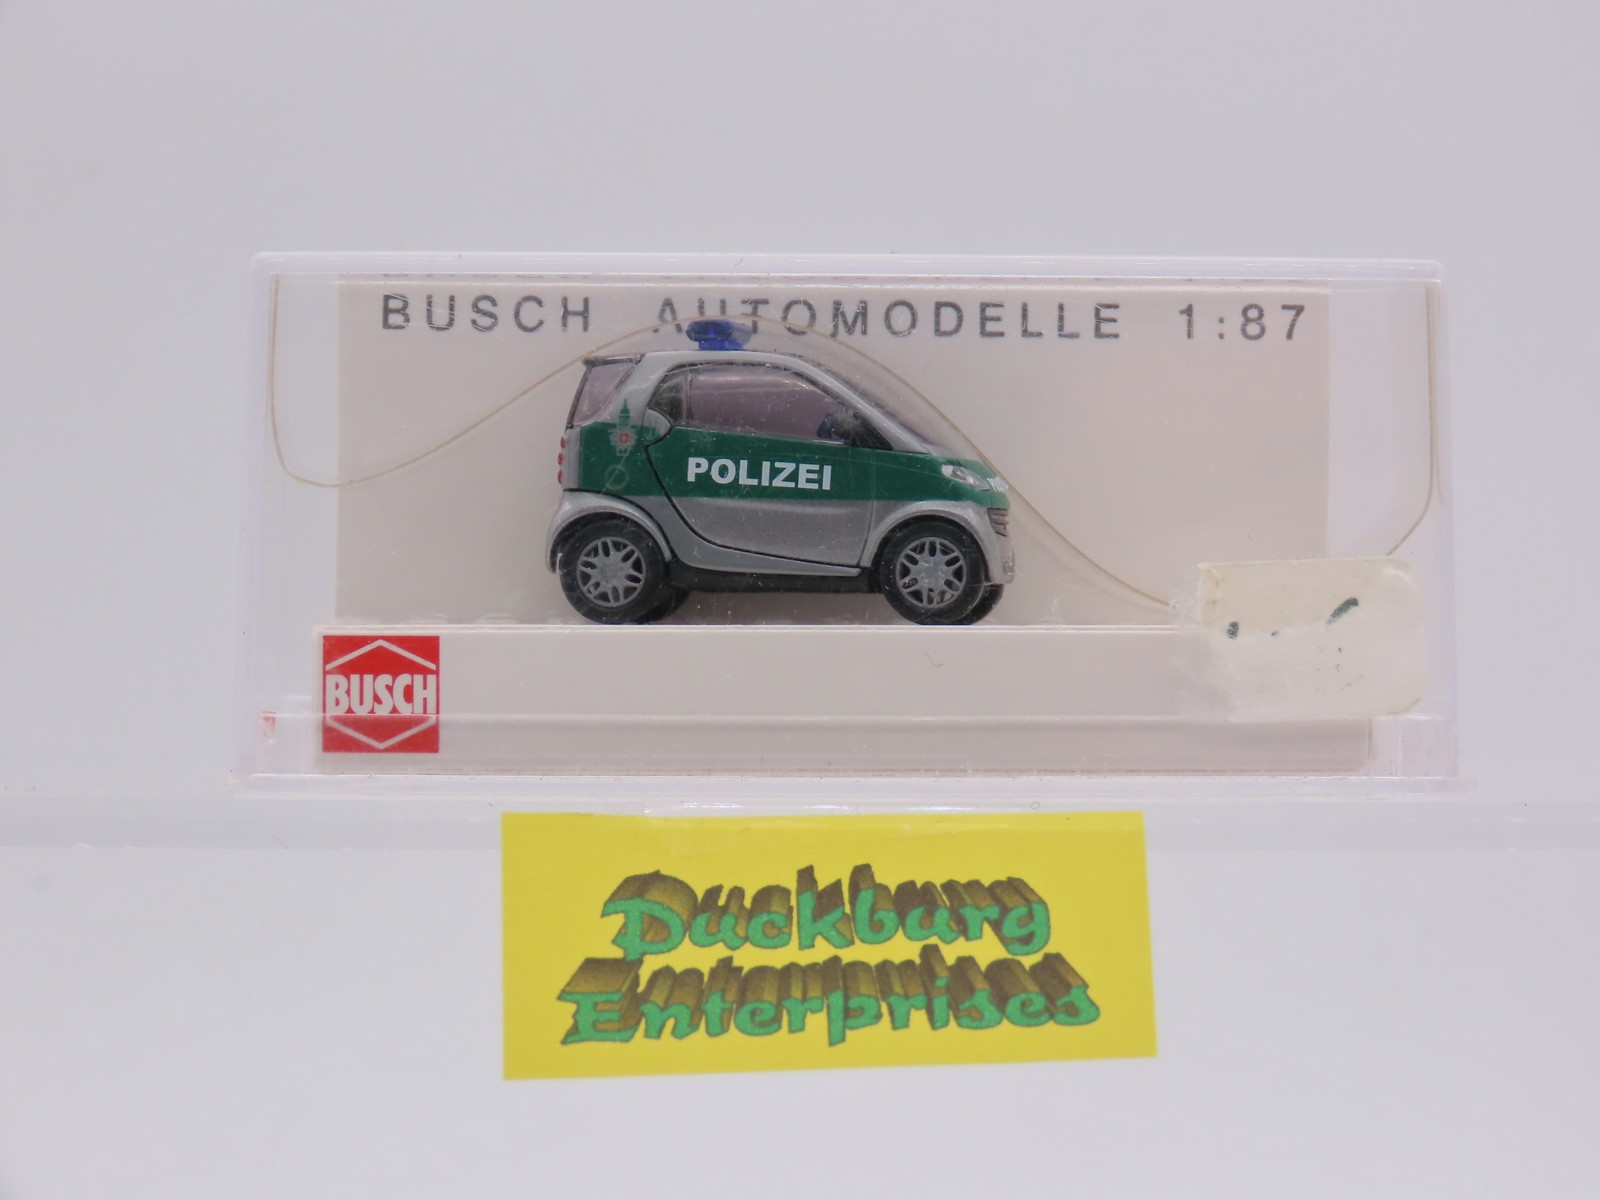 BUSCH AUTOMODELLE 1:87
POLIZEI
BUSCH
Duckburg
Enterprises